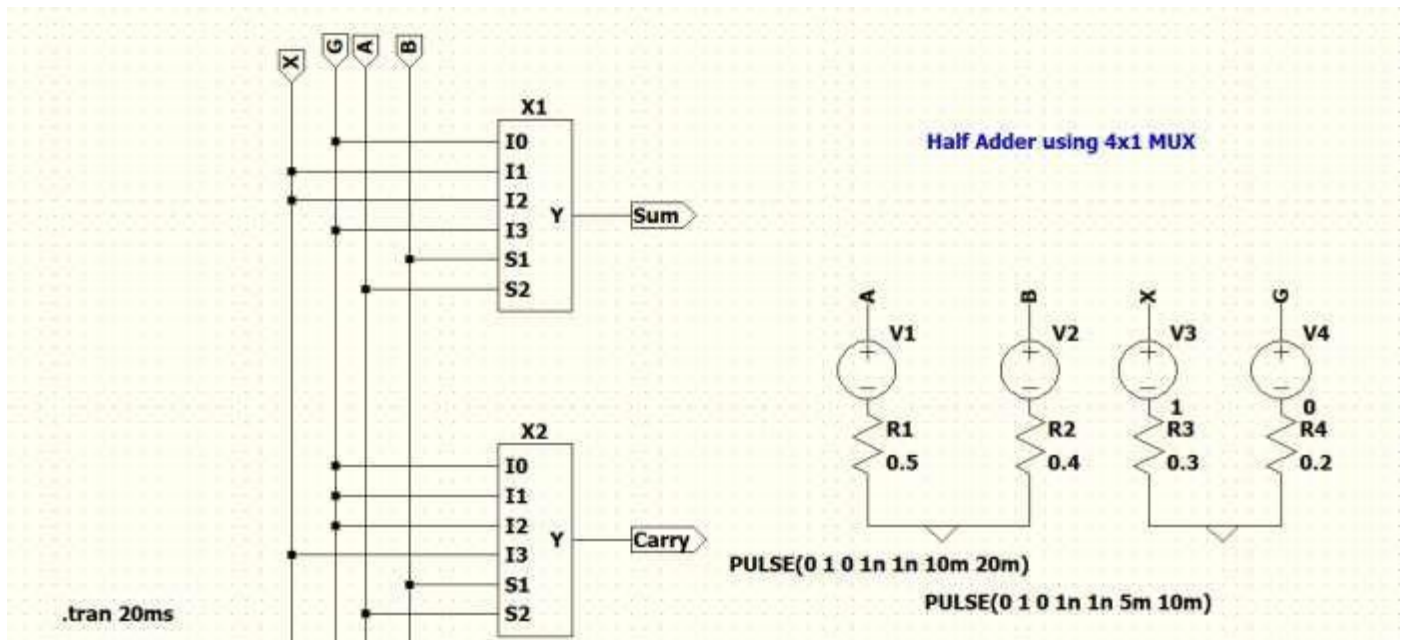 X G A B
X1
I0
I1
I2
I3
S1
S2
Y
Sum
Half Adder using 4x1 MUX
A B X G
V1 V2 V3 V4
1 0
R1 R2 R3 R4
0.5 0.4 0.3 0.2
X2
I0
I1
I2
I3
S1
S2
Y
Carry
PULSE(0 1 0 1n 1n 10m 20m)
PULSE(0 1 0 1n 1n 5m 10m)
.tran 20ms